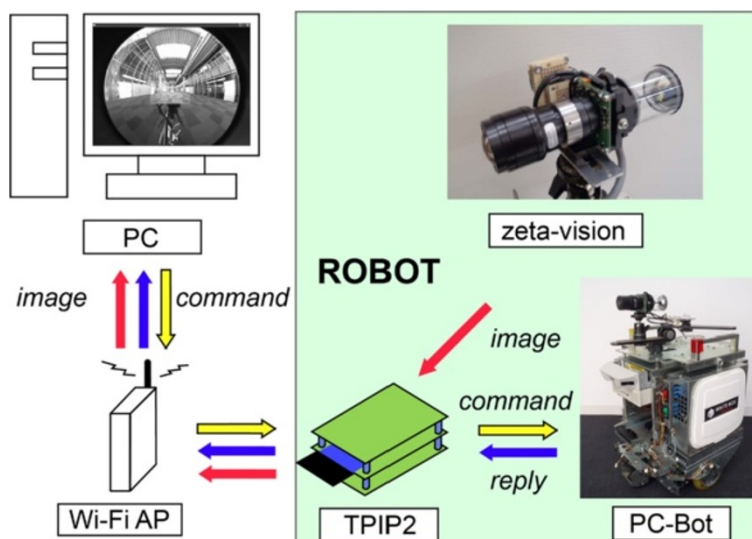 PC
zeta-vision
image
command
ROBOT
image
command
reply
Wi-Fi AP
TPIP2
PC-Bot